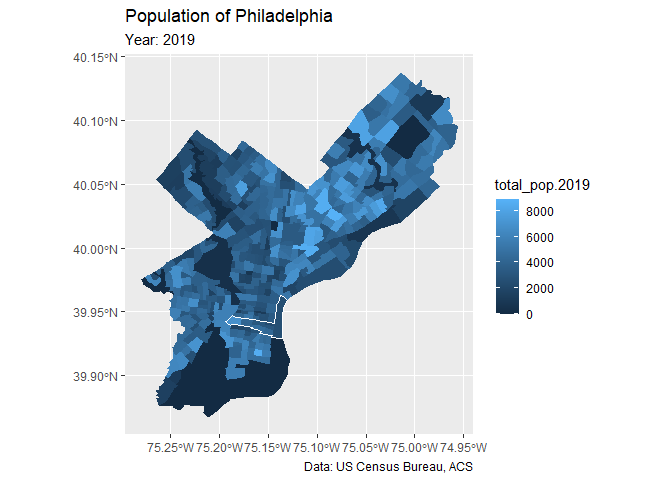 Population of Philadelphia
Year: 2019
40.15°N
40.10°N
40.05°N
40.00°N
39.95°N
39.90°N
75.25°W 75.20°W 75.15°W 75.10°W 75.05°W 75.00°W 74.95°W
total_pop.2019
8000
6000
4000
2000
0
Data: US Census Bureau, ACS